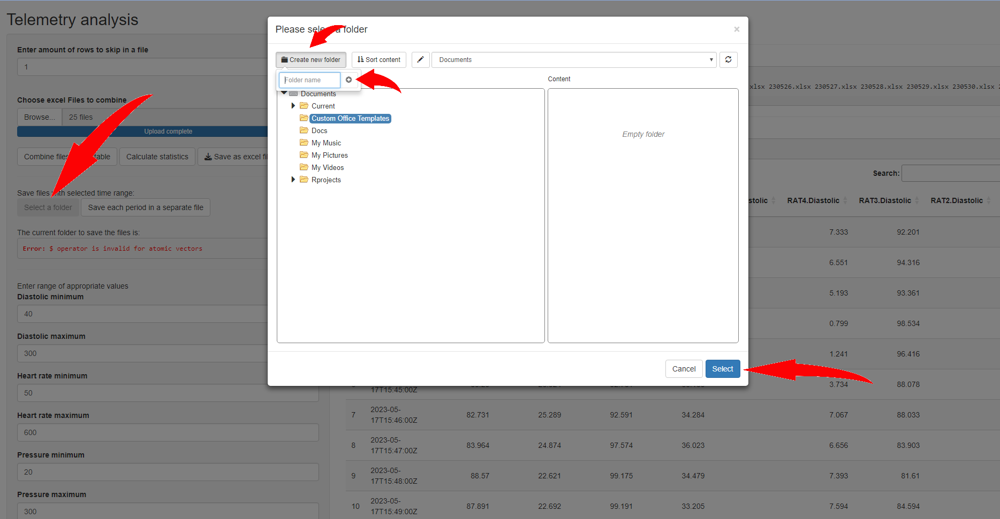 Telemetry analysis
Enter amount of rows to skip in a file
1
Choose excel Files to combine
Browse... 25 files
Upload complete
Combine files table Calculate statistics Save as excel
Save files with selected time range:
Select a folder Save each period in a separate file
The current folder to save the files is:
Error: $ operator is invalid for atomic vectors
Enter range of appropriate values
Diastolic minimum
40
Diastolic maximum
300
Heart rate minimum
50
Heart rate maximum
600
Pressure minimum
20
Pressure maximum
300
Please select a folder
×
Create new folder Sort content Documents
Folder name
Content
Documents
Current
Custom Office Templates
Docs
My Music
My Pictures
My Videos
Rprojects
Empty folder
Cancel Select
xlsx 230526.xlsx 230527.xlsx 230528.xlsx 230529.xlsx 230530.xlsx
Search:
stolic RAT4.Diastolic RAT3.Diastolic RAT2.Diastolic
7.333 92.201
6.551 94.316
5.193 93.361
0.799 98.534
1.241 96.416
17T15:45:00Z 3.734 88.078
7 2023-05-17T15:46:00Z 82.731 25.289 92.591 34.284 7.067 88.033
8 2023-05-17T15:47:00Z 83.964 24.874 97.574 36.023 6.656 83.903
9 2023-05-17T15:48:00Z 88.57 22.621 99.175 34.479 7.393 81.61
10 2023-05-17T15:49:00Z 87.891 22.692 99.191 33.205 7.594 84.594